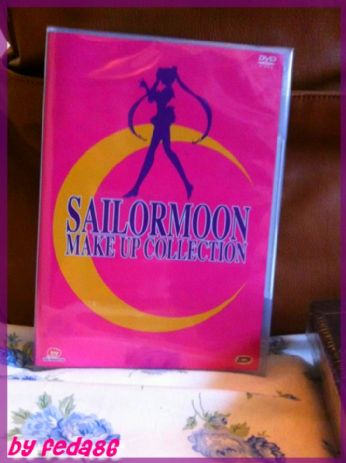 DVD
SAILORMOON
MAKE UP COLLECTION
by feda86